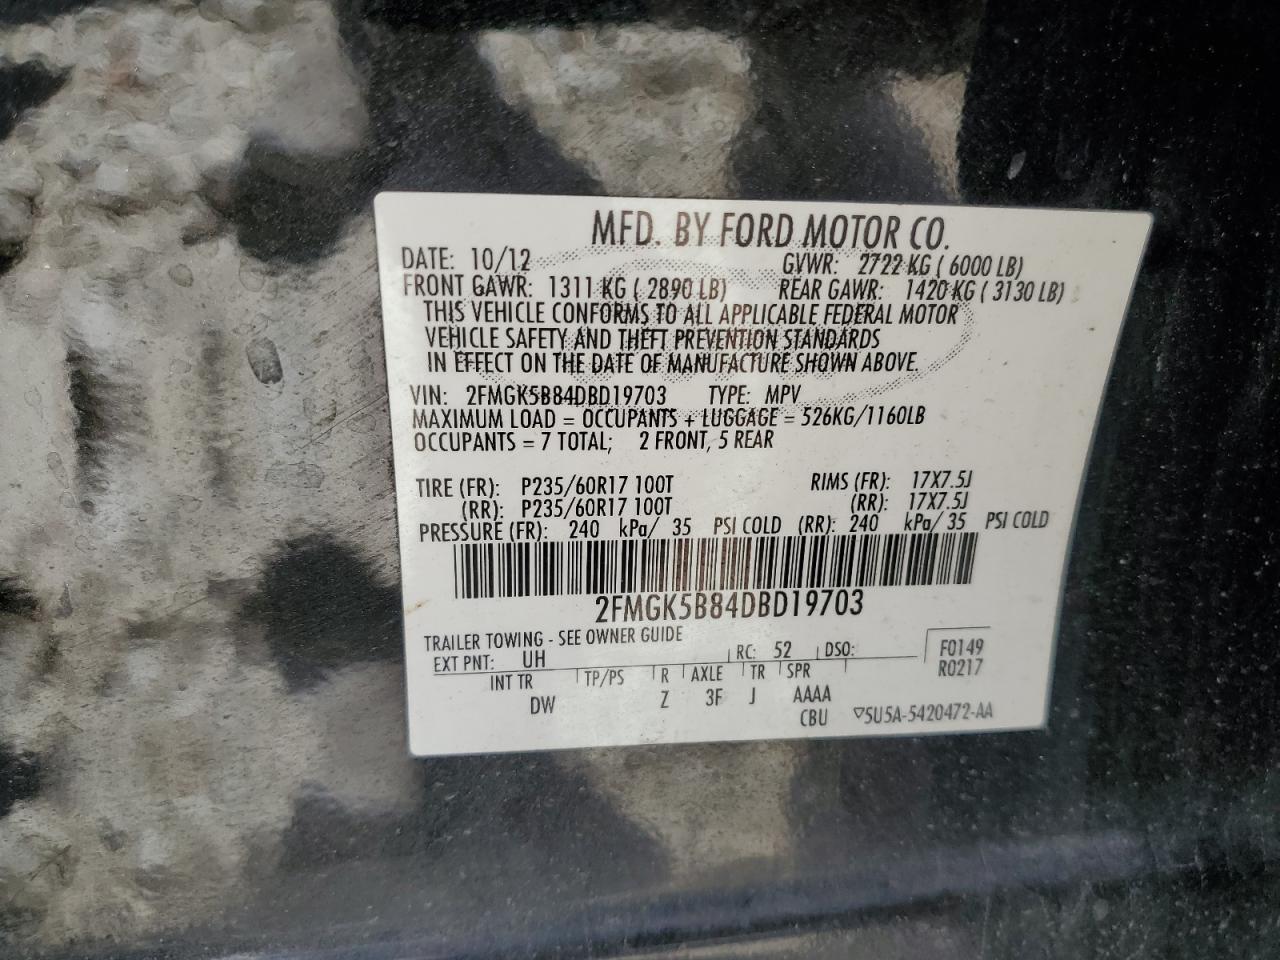 MFD. BY FORD MOTOR CO.
DATE: 10/12 GVWR: 2722 KG ( 6000 LB)
FRONT GAWR: 1311 KG ( 2890 LB) REAR GAWR: 1420 KG ( 3130 LB)
THIS VEHICLE CONFORMS TO ALL APPLICABLE FEDERAL MOTOR
VEHICLE SAFETY AND THEFT PREVENTION STANDARDS
IN EFFECT ON THE DATE OF MANUFACTURE SHOWN ABOVE.
VIN: 2FMGK5B84DBD19703 TYPE: MPV
MAXIMUM LOAD = OCCUPANTS + LUGGAGE = 526KG/1160LB
OCCUPANTS = 7 TOTAL; 2 FRONT, 5 REAR
TIRE (FR): P235/60R17 100T RIMS (FR): 17X7.5J
(RR): P235/60R17 100T (RR): 17X7.5J
PRESSURE (FR): 240 kPa/ 35 PSI COLD (RR): 240 kPa/ 35 PSI COLD
2FMGK5B84DBD19703
TRAILER TOWING - SEE OWNER GUIDE
EXT PNT: UH RC: 52 DSO: F0149
R0217
INT TR TP/PS R AXLE TR SPR
DW Z 3F J AAAA
CBU 5U5A-5420472-AA